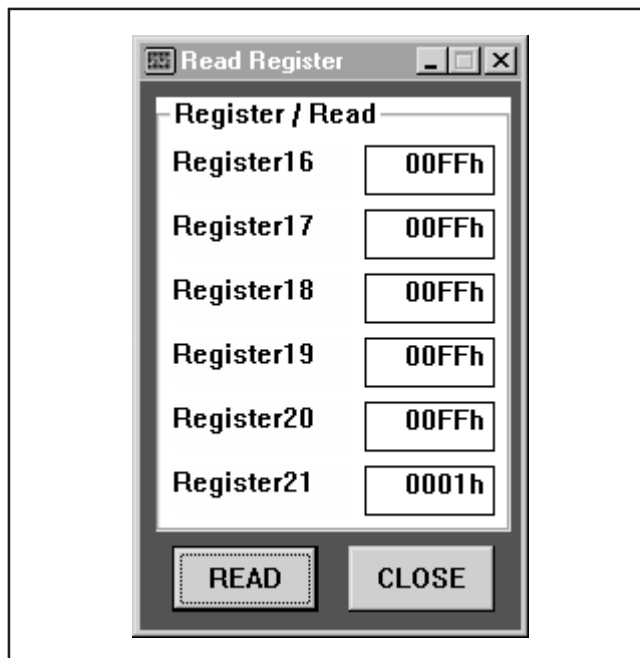 Read Register
Register / Read
Register16 00FFh
Register17 00FFh
Register18 00FFh
Register19 00FFh
Register20 00FFh
Register21 0001h
READ CLOSE